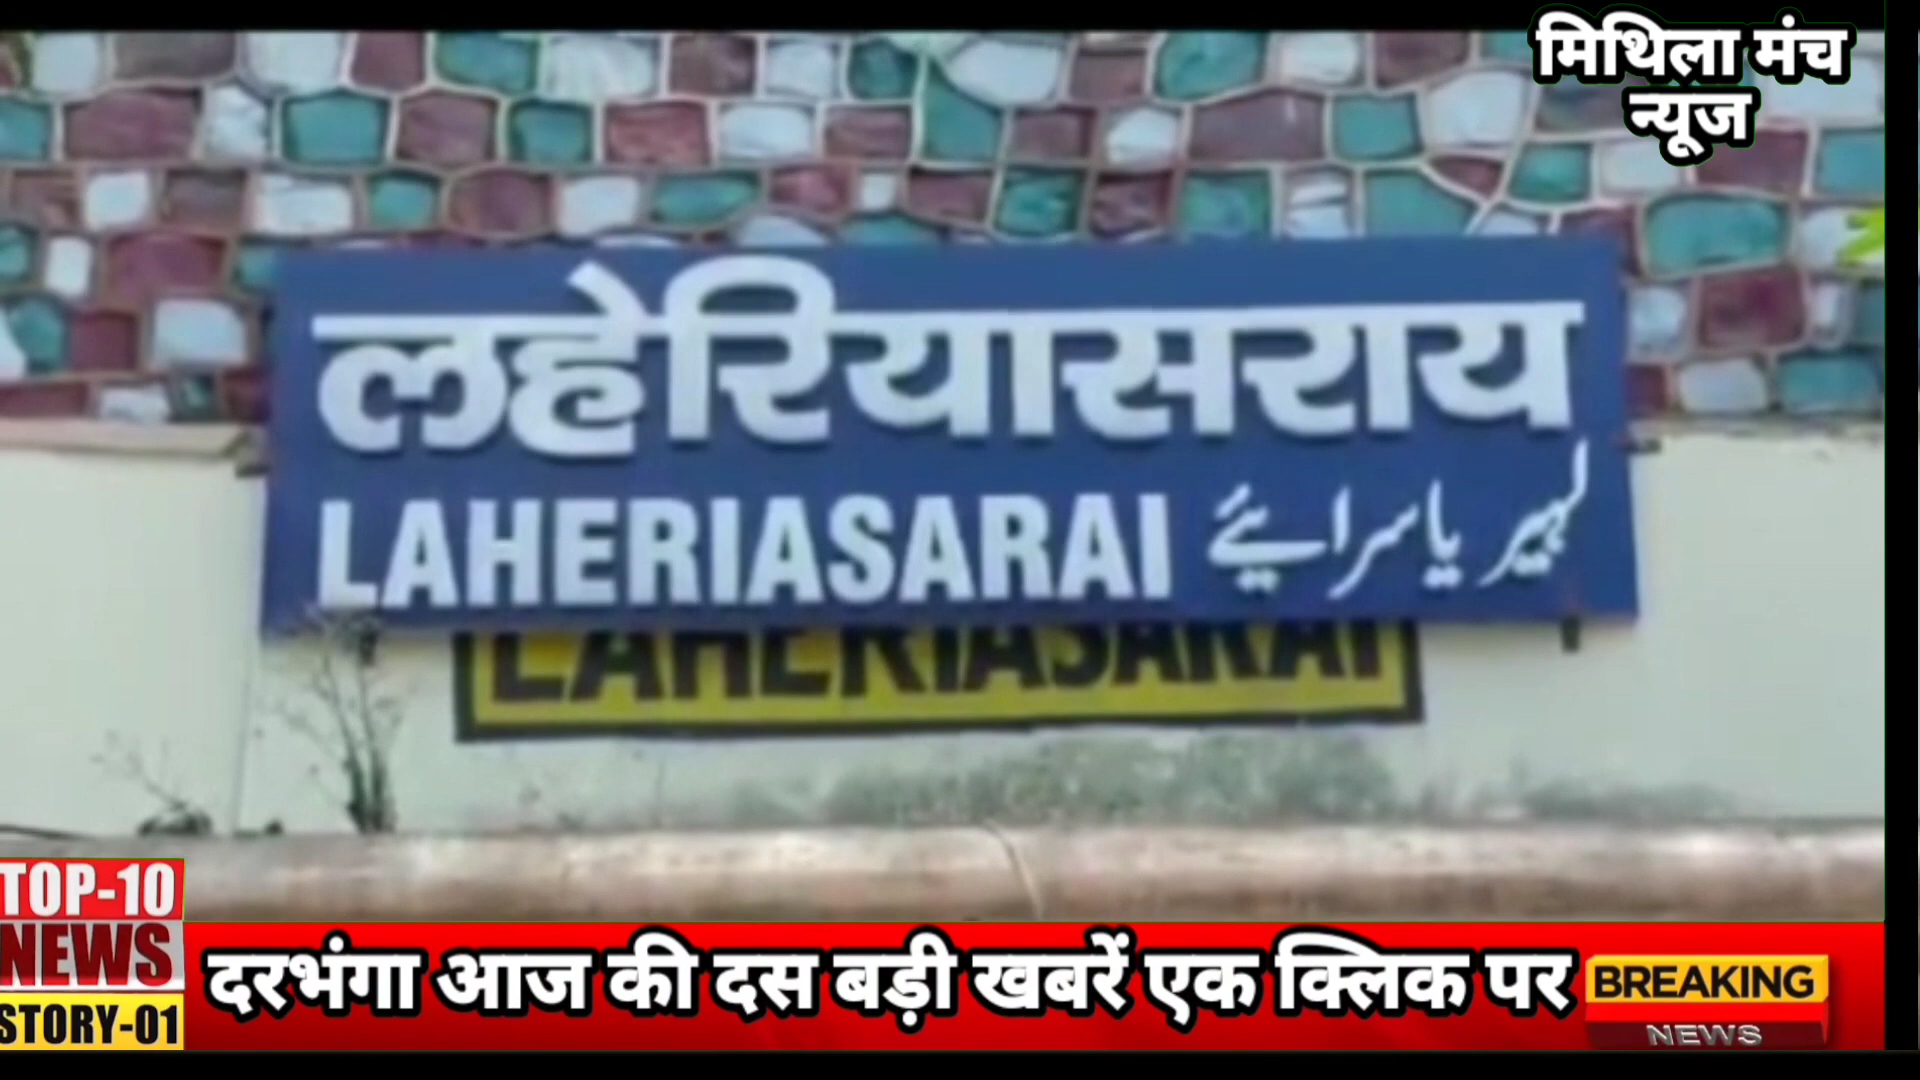 मिथिला मंच
न्यूज
लहेरियासराय
LAHERIASARAI لہیریاسرائے
LAHERIASARAI
TOP-10
NEWS
STORY-01
दरभंगा आज की दस बड़ी खबरें एक क्लिक पर
BREAKING
NEWS